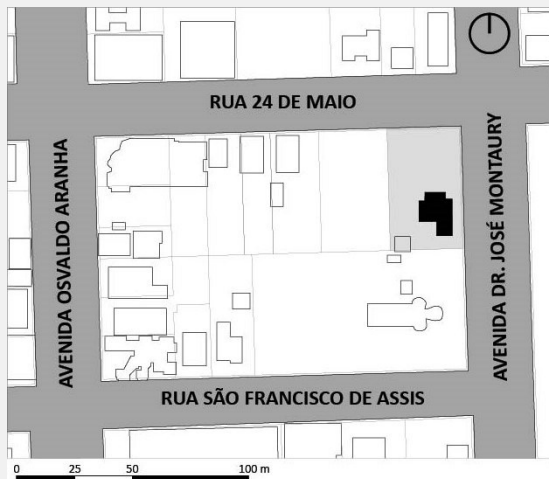 RUA 24 DE MAIO
AVENIDA OSVALDO ARANHA
AVENIDA DR. JOSÉ MONTAURY
RUA SÃO FRANCISCO DE ASSIS
0 25 50 100 m